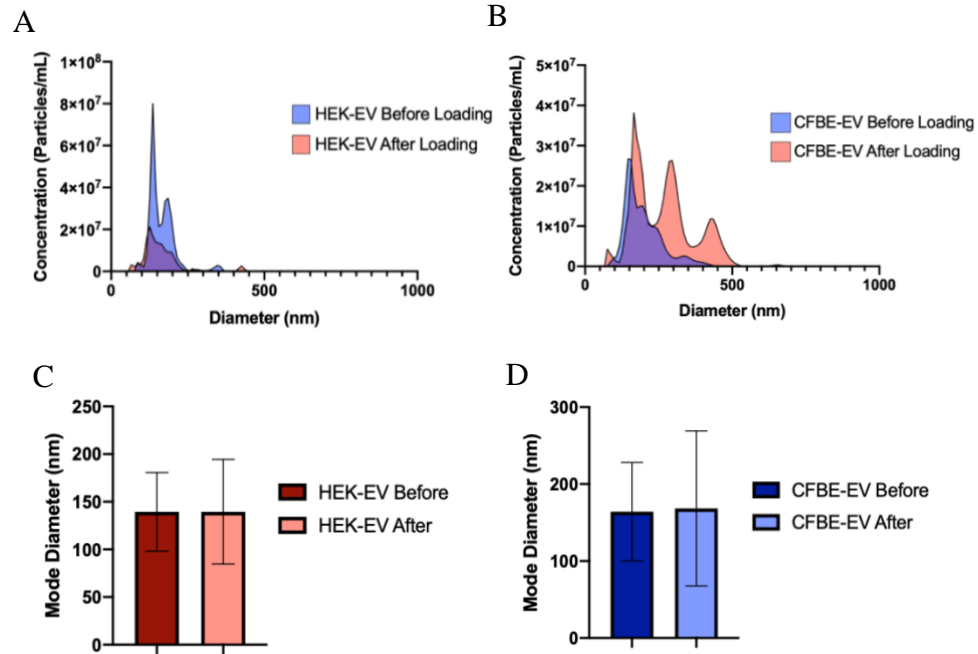 A
Concentration (Particles/mL)
1×10⁸
8×10⁷
6×10⁷
4×10⁷
2×10⁷
0
0
500
1000
Diameter (nm)
HEK-EV Before Loading
HEK-EV After Loading
B
Concentration (Particles/mL)
5×10⁷
4×10⁷
3×10⁷
2×10⁷
1×10⁷
0
0
500
1000
Diameter (nm)
CFBE-EV Before Loading
CFBE-EV After Loading
C
Mode Diameter (nm)
250
200
150
100
50
0
HEK-EV Before
HEK-EV After
D
Mode Diameter (nm)
300
200
100
0
CFBE-EV Before
CFBE-EV After